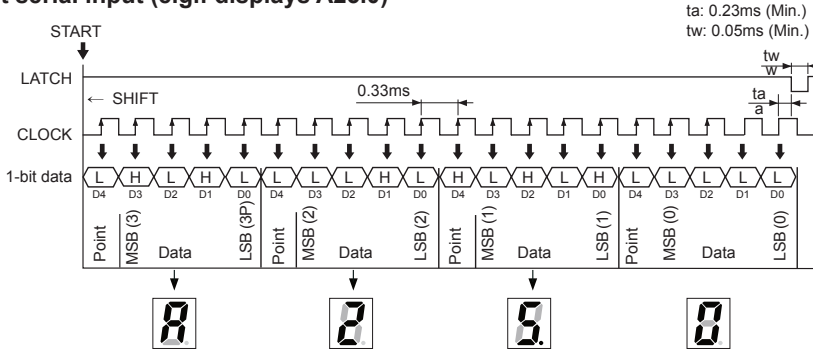 t serial input (sign displays A25.0)
ta: 0.23ms (Min.)
tw: 0.05ms (Min.)
START
tw
w
LATCH
← SHIFT
0.33ms
ta
a
CLOCK
1-bit data
L H L H L L L L H L H L H L H L L L L L
D4 D3 D2 D1 D0 D4 D3 D2 D1 D0 D4 D3 D2 D1 D0 D4 D3 D2 D1 D0
Point MSB (3) Data LSB (3P) Point MSB (2) Data LSB (2) Point MSB (1) Data LSB (1) Point MSB (0) Data LSB (0)
A 2 5. 0